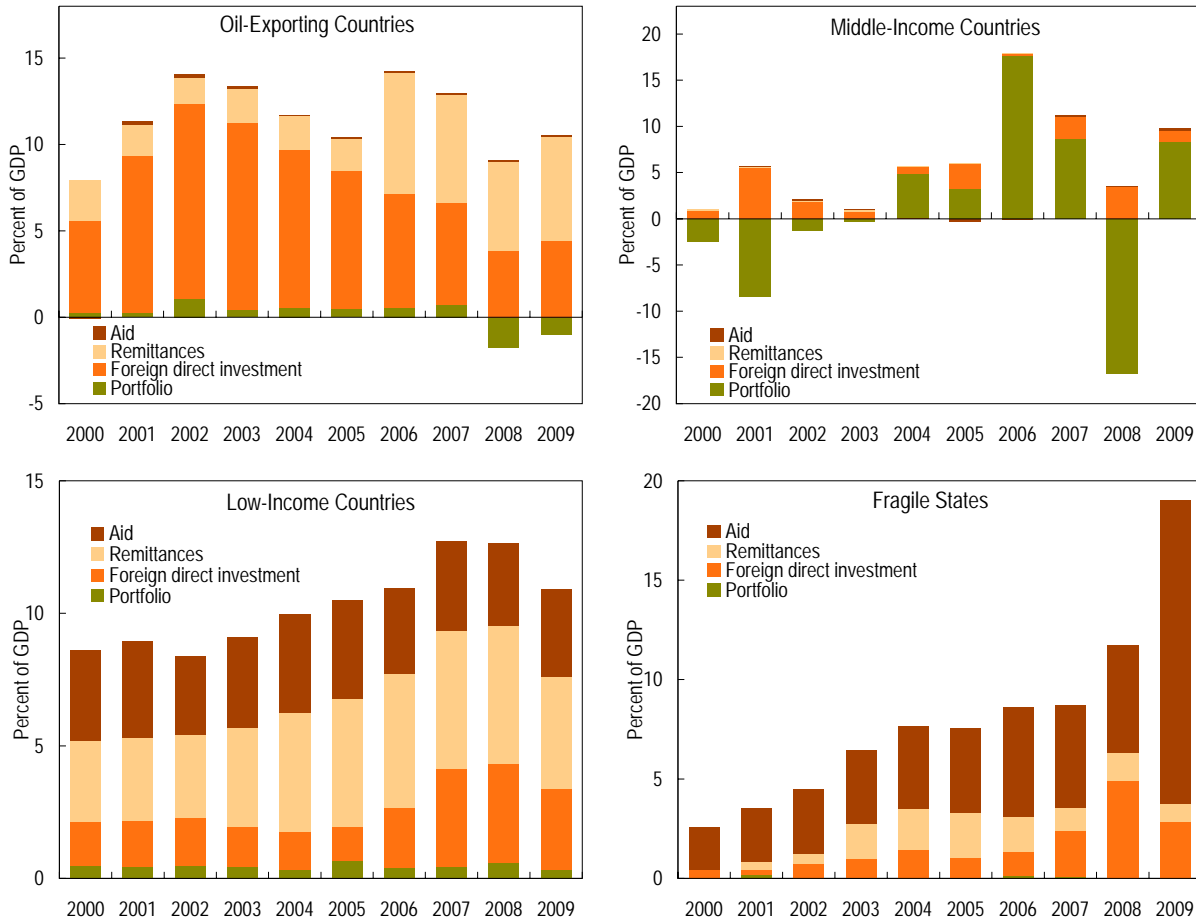 Oil-Exporting Countries
Percent of GDP
15
10
5
0
-5
Aid
Remittances
Foreign direct investment
Portfolio
2000 2001 2002 2003 2004 2005 2006 2007 2008 2009
Middle-Income Countries
Percent of GDP
20
15
10
5
0
-5
-10
-15
-20
Aid
Remittances
Foreign direct investment
Portfolio
2000 2001 2002 2003 2004 2005 2006 2007 2008 2009
Low-Income Countries
Percent of GDP
15
10
5
0
Aid
Remittances
Foreign direct investment
Portfolio
2000 2001 2002 2003 2004 2005 2006 2007 2008 2009
Fragile States
Percent of GDP
20
15
10
5
0
Aid
Remittances
Foreign direct investment
Portfolio
2000 2001 2002 2003 2004 2005 2006 2007 2008 2009